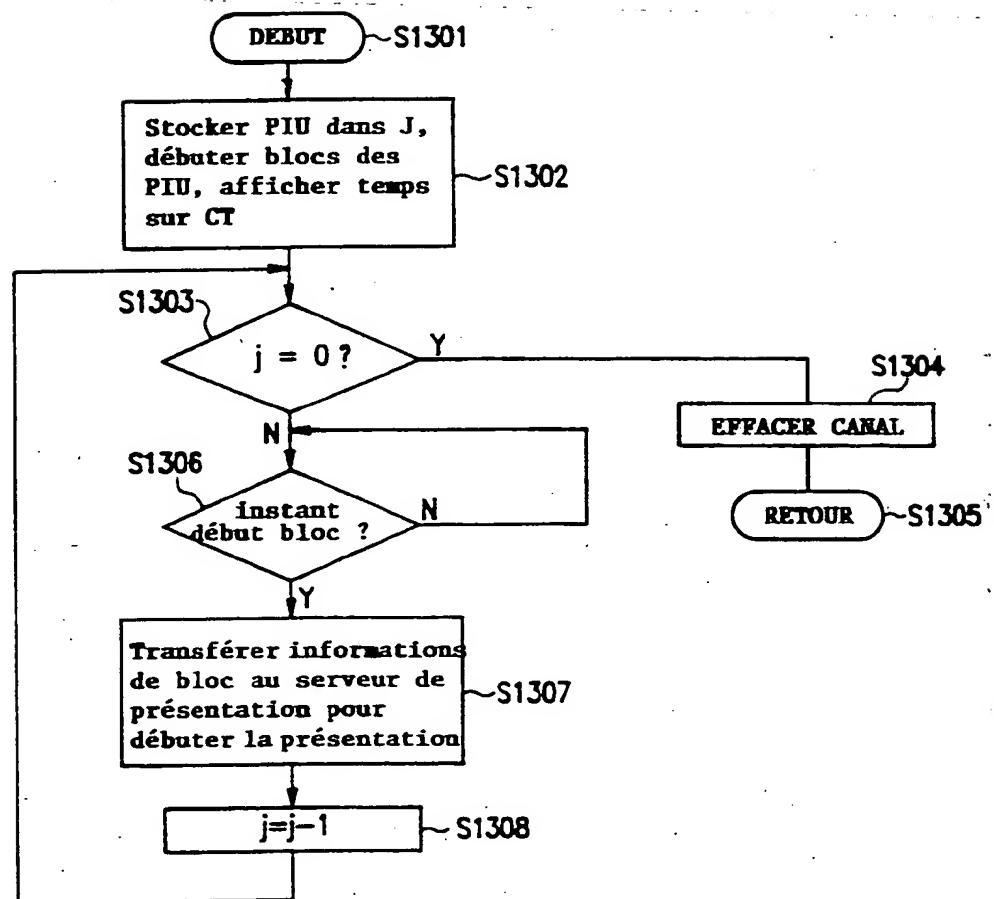 DEBUT
S1301
Stocker PIU dans J,
débuter blocs des
PIU, afficher temps
sur CT
S1302
S1303
j = 0 ?
Y
S1304
EFFACER CANAL
N
S1306
instant
début bloc ?
N
RETOUR
S1305
Y
Transférer informations
de bloc au serveur de
présentation pour
débuter la présentation
S1307
j=j-1
S1308